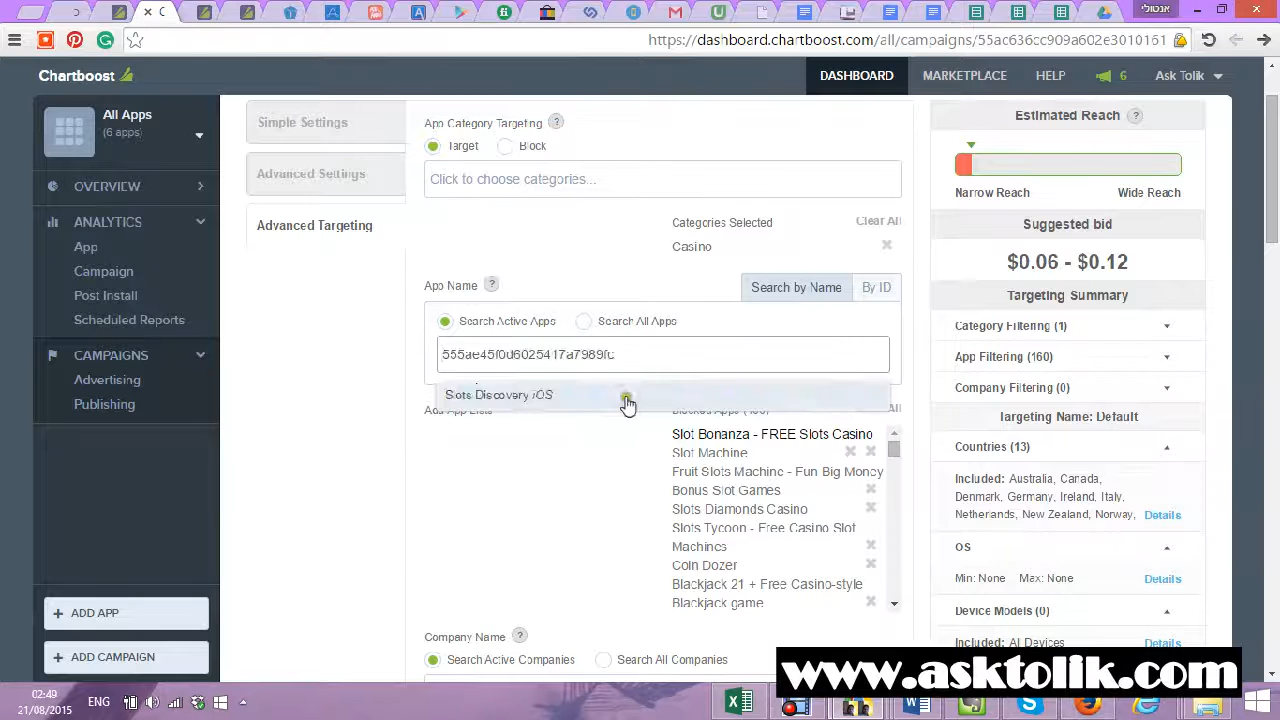 https://dashboard.chartboost.com/all/campaigns/55ac636cc909a602e3010161
Chartboost
DASHBOARD
MARKETPLACE
HELP
6
Ask Tolik
All Apps
(6 apps)
OVERVIEW
ANALYTICS
App
Campaign
Post Install
Scheduled Reports
CAMPAIGNS
Advertising
Publishing
+ ADD APP
+ ADD CAMPAIGN
Simple Settings
Advanced Settings
Advanced Targeting
App Category Targeting ?
Target
Block
Click to choose categories...
Categories Selected
Clear All
Casino
App Name ?
Search by Name
By ID
Search Active Apps
Search All Apps
555ae45f0d6025417a7989fc
Slots Discovery iOS
Add App Lists
Slot Bonanza - FREE Slots Casino
Slot Machine
Fruit Slots Machine - Fun Big Money
Bonus Slot Games
Slots Diamonds Casino
Slots Tycoon - Free Casino Slot
Machines
Coin Dozer
Blackjack 21 + Free Casino-style
Blackjack game
Company Name ?
Search Active Companies
Search All Companies
Estimated Reach ?
Narrow Reach
Wide Reach
Suggested bid
$0.06 - $0.12
Targeting Summary
Category Filtering (1)
App Filtering (160)
Company Filtering (0)
Targeting Name: Default
Countries (13)
Included: Australia, Canada,
Denmark, Germany, Ireland, Italy,
Netherlands, New Zealand, Norway,
Details
OS
Min: None Max: None
Details
Device Models (0)
Included: All Devices
Details
www.asktolik.com
02:49
21/08/2015
ENG